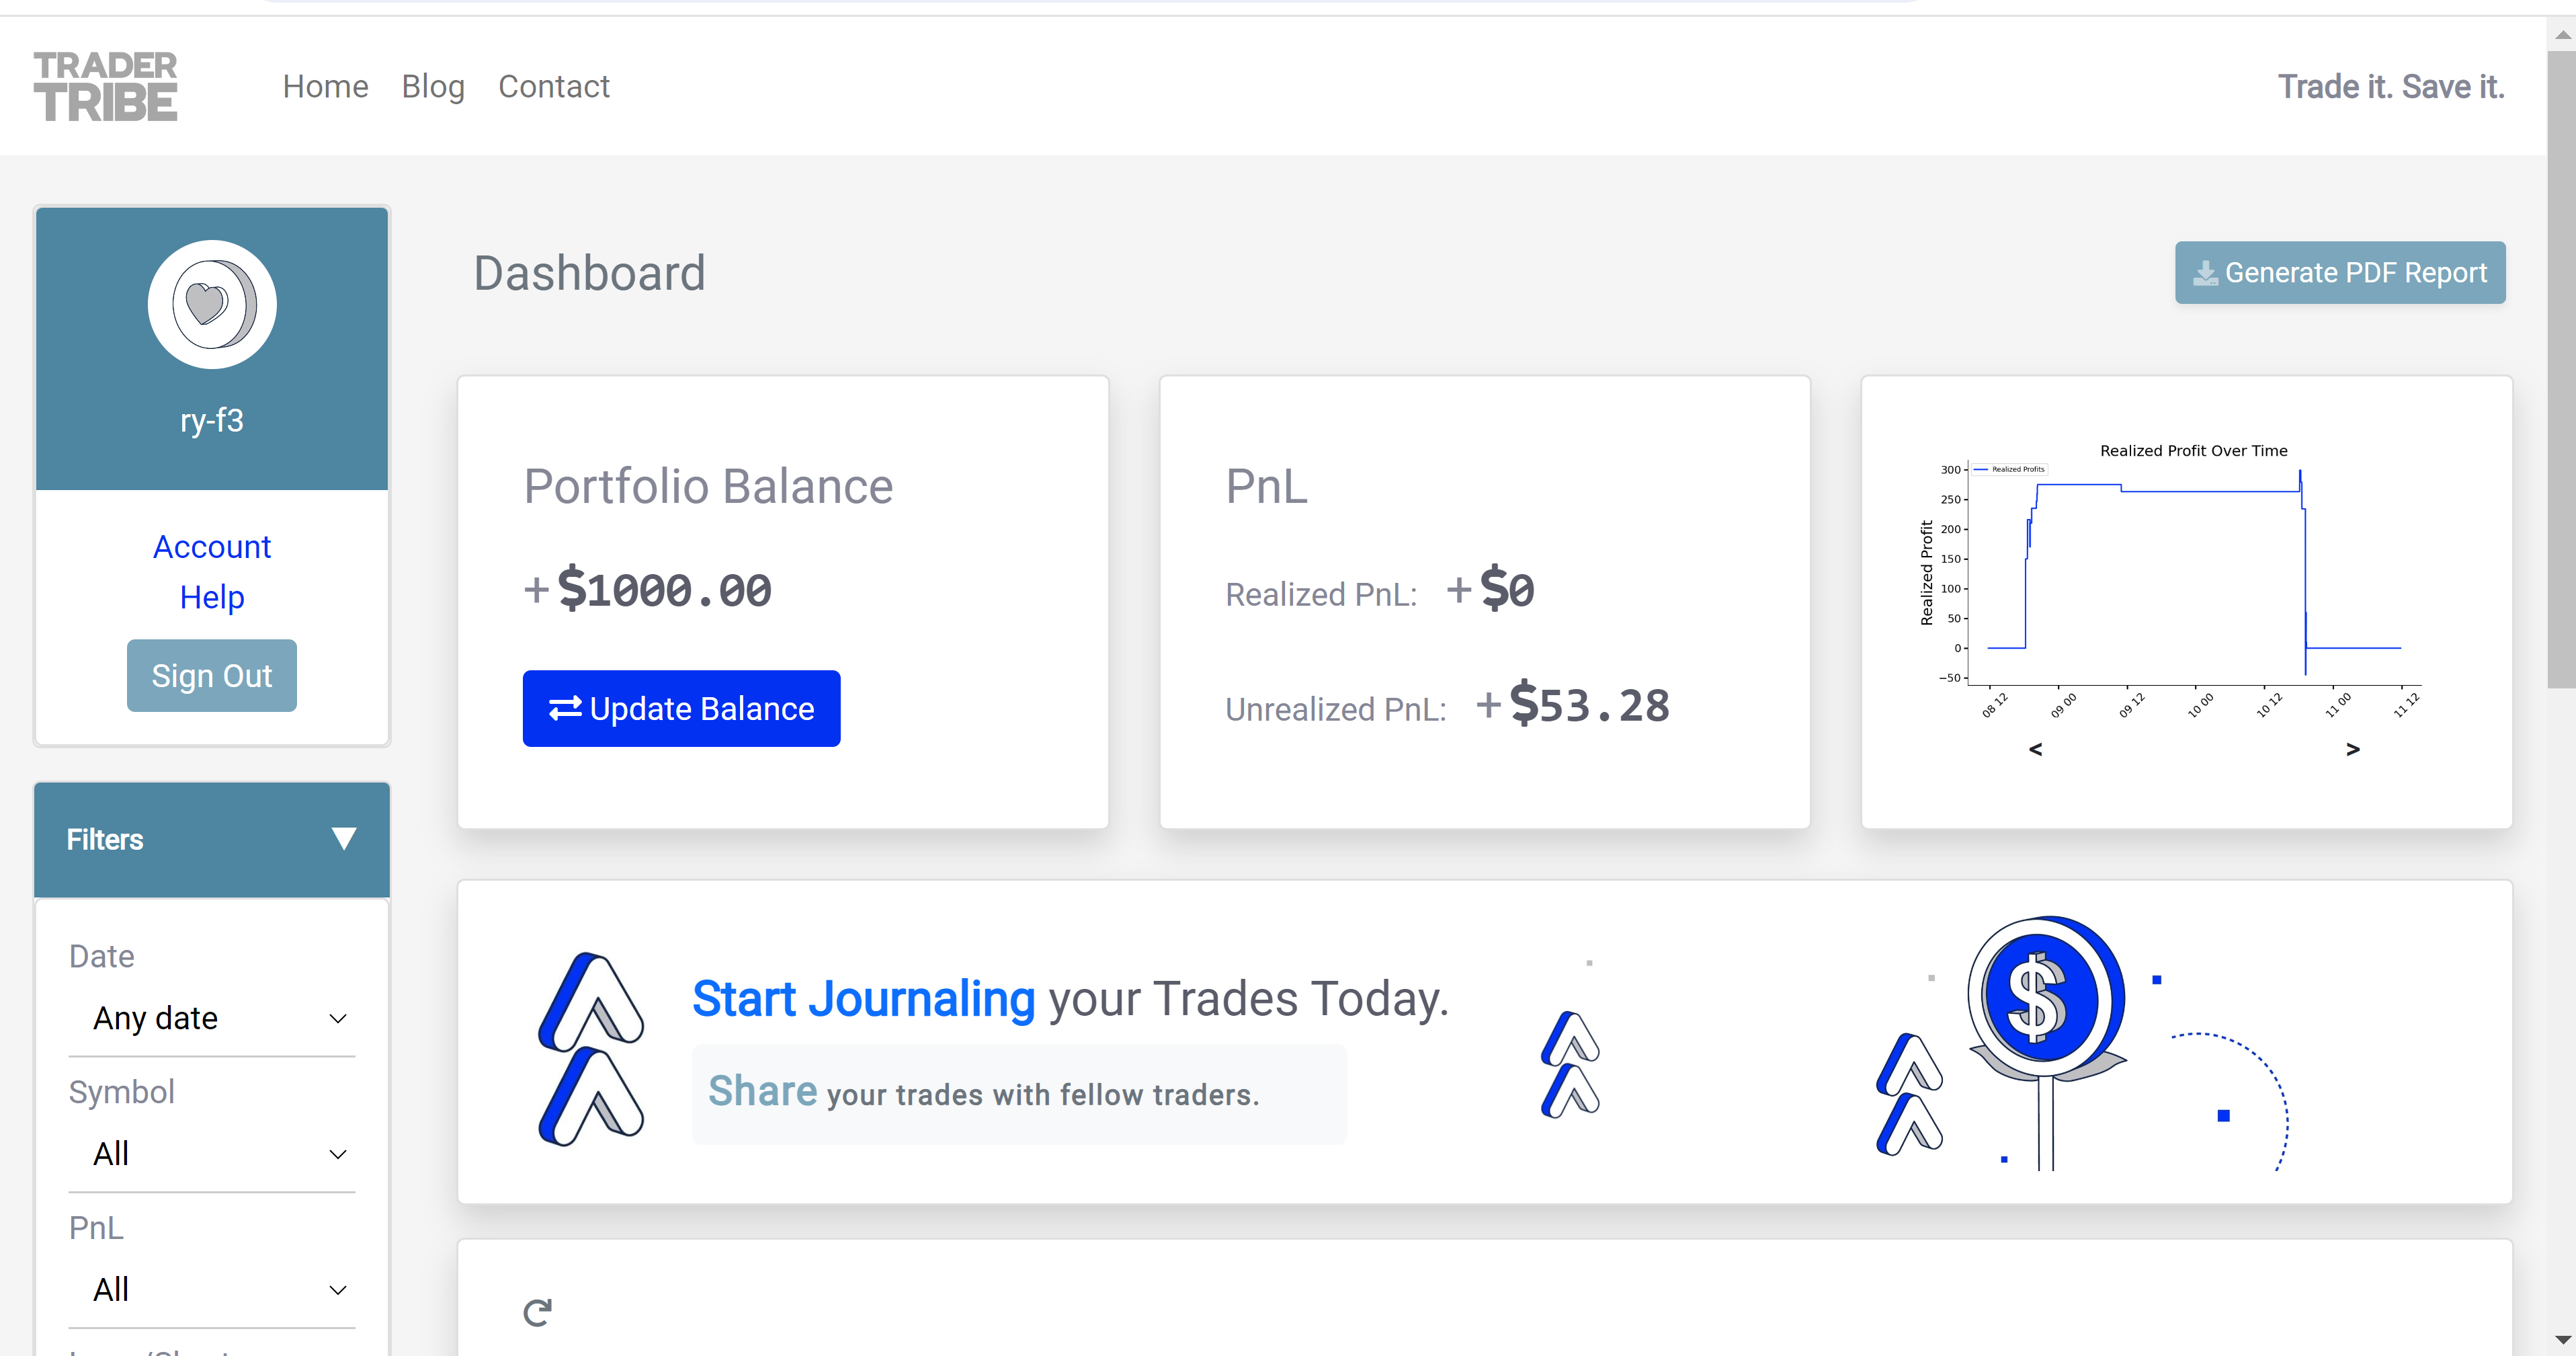 TRADER
TRIBE
Home
Blog
Contact
Trade it. Save it.
ry-f3
Account
Help
Sign Out
Filters
Date
Any date
Symbol
All
PnL
All
Dashboard
Generate PDF Report
Portfolio Balance
+ $1000.00
Update Balance
PnL
Realized PnL: + $0
Unrealized PnL: + $53.28
Realized Profit Over Time
Realized Profits
Realized Profit
300
250
200
150
100
50
0
−50
08 12
09 00
09 12
10 00
10 12
11 00
11 12
< >
Start Journaling your Trades Today.
Share your trades with fellow traders.
$